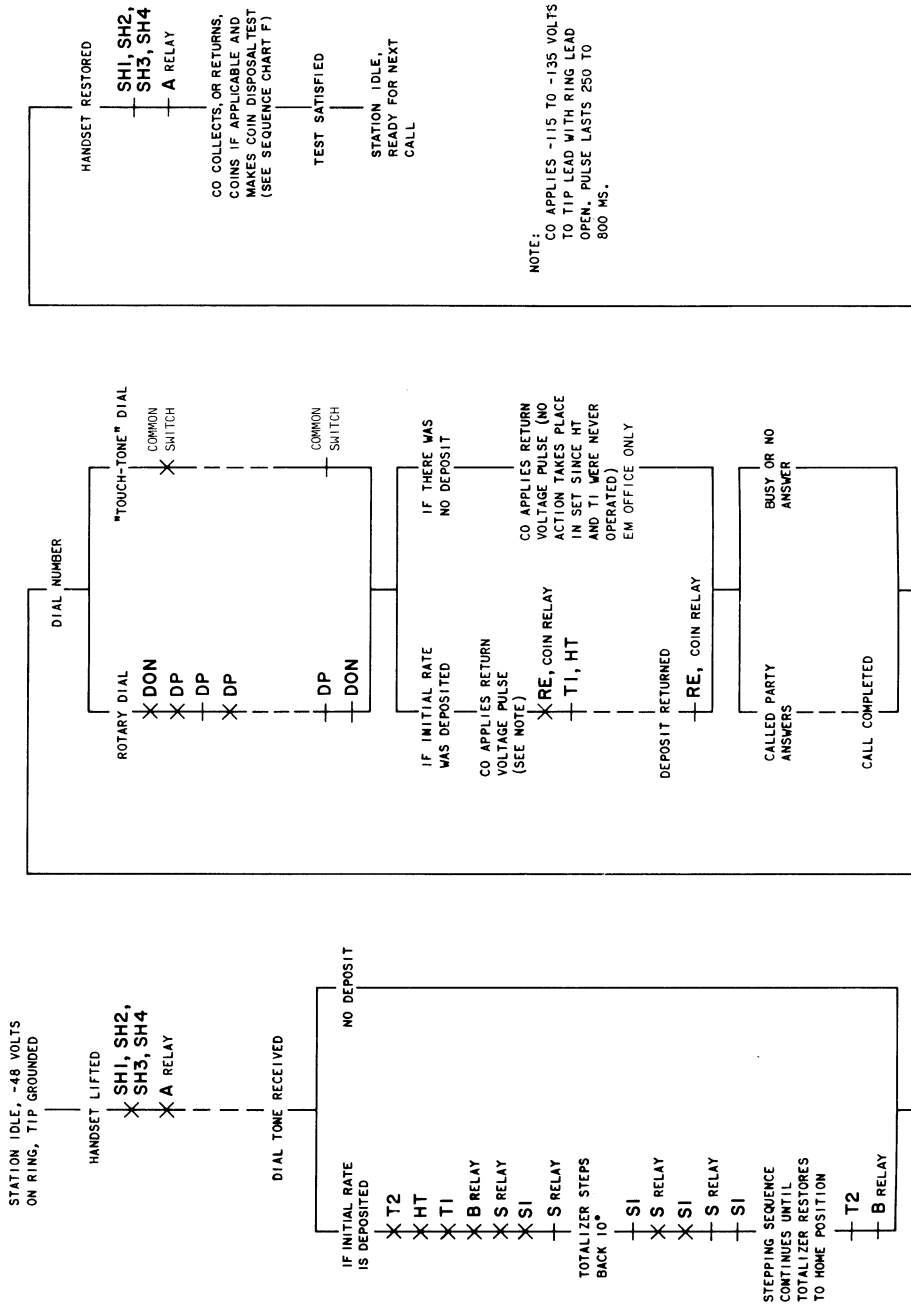 STATION IDLE, -48 VOLTS
ON RING, TIP GROUNDED
HANDSET LIFTED
SH1, SH2,
SH3, SH4
A RELAY
DIAL TONE RECEIVED
IF INITIAL RATE
IS DEPOSITED
T2
HT
T1
B RELAY
S RELAY
S1
S RELAY
TOTALIZER STEPS
BACK 10°
S1
S RELAY
S1
S RELAY
S1
STEPPING SEQUENCE
CONTINUES UNTIL
TOTALIZER RESTORES
TO HOME POSITION
T2
B RELAY
NO DEPOSIT
DIAL NUMBER
ROTARY DIAL
DON
DP
DP
DP
DP
DON
"TOUCH-TONE" DIAL
COMMON
SWITCH
COMMON
SWITCH
IF INITIAL RATE
WAS DEPOSITED
CO APPLIES RETURN
VOLTAGE PULSE
(SEE NOTE)
RE, COIN RELAY
T1, HT
DEPOSIT RETURNED
RE, COIN RELAY
IF THERE WAS
NO DEPOSIT
CO APPLIES RETURN
VOLTAGE PULSE (NO
ACTION TAKES PLACE
IN SET SINCE HT
AND T1 WERE NEVER
OPERATED)
EM OFFICE ONLY
CALLED PARTY
ANSWERS
CALL COMPLETED
BUSY OR NO
ANSWER
HANDSET RESTORED
SH1, SH2,
SH3, SH4
A RELAY
CO COLLECTS, OR RETURNS,
COINS IF APPLICABLE AND
MAKES COIN DISPOSAL TEST
(SEE SEQUENCE CHART F)
TEST SATISFIED
STATION IDLE,
READY FOR NEXT
CALL
NOTE:
CO APPLIES -115 TO -135 VOLTS
TO TIP LEAD WITH RING LEAD
OPEN. PULSE LASTS 250 TO
800 MS.